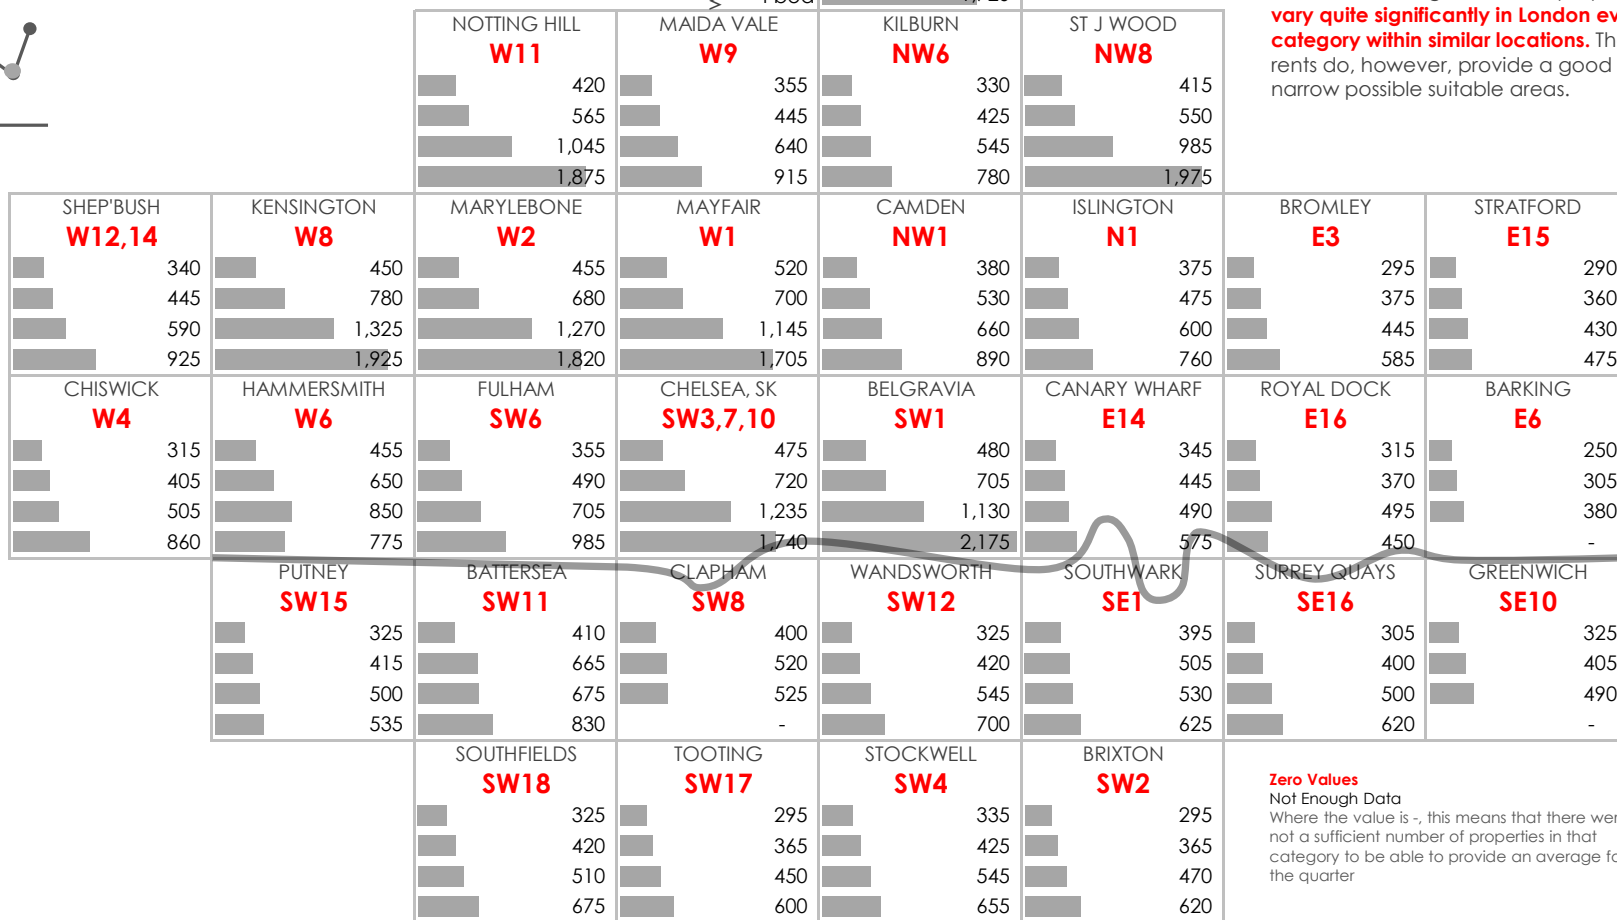 vary quite significantly in London ev
category within similar locations. Th
rents do, however, provide a good
narrow possible suitable areas.
NOTTING HILL
W11
420
565
1,045
1,875
MAIDA VALE
W9
355
445
640
915
KILBURN
NW6
330
425
545
780
ST J WOOD
NW8
415
550
985
1,975
SHEP'BUSH
W12,14
340
445
590
925
KENSINGTON
W8
450
780
1,325
1,925
MARYLEBONE
W2
455
680
1,270
1,820
MAYFAIR
W1
520
700
1,145
1,705
CAMDEN
NW1
380
530
660
890
ISLINGTON
N1
375
475
600
760
BROMLEY
E3
295
375
445
585
STRATFORD
E15
290
360
430
475
CHISWICK
W4
315
405
505
860
HAMMERSMITH
W6
455
650
850
775
FULHAM
SW6
355
490
705
985
CHELSEA, SK
SW3,7,10
475
720
1,235
1,740
BELGRAVIA
SW1
480
705
1,130
2,175
CANARY WHARF
E14
345
445
490
575
ROYAL DOCK
E16
315
370
495
450
BARKING
E6
250
305
380
-
PUTNEY
SW15
325
415
500
535
BATTERSEA
SW11
410
665
675
830
CLAPHAM
SW8
400
520
525
-
WANDSWORTH
SW12
325
420
545
700
SOUTHWARK
SE1
395
505
530
625
SURREY QUAYS
SE16
305
400
500
620
GREENWICH
SE10
325
405
490
-
SOUTHFIELDS
SW18
325
420
510
675
TOOTING
SW17
295
365
450
600
STOCKWELL
SW4
335
425
545
655
BRIXTON
SW2
295
365
470
620
Zero Values
Not Enough Data
Where the value is -, this means that there wer
not a sufficient number of properties in that
category to be able to provide an average fo
the quarter